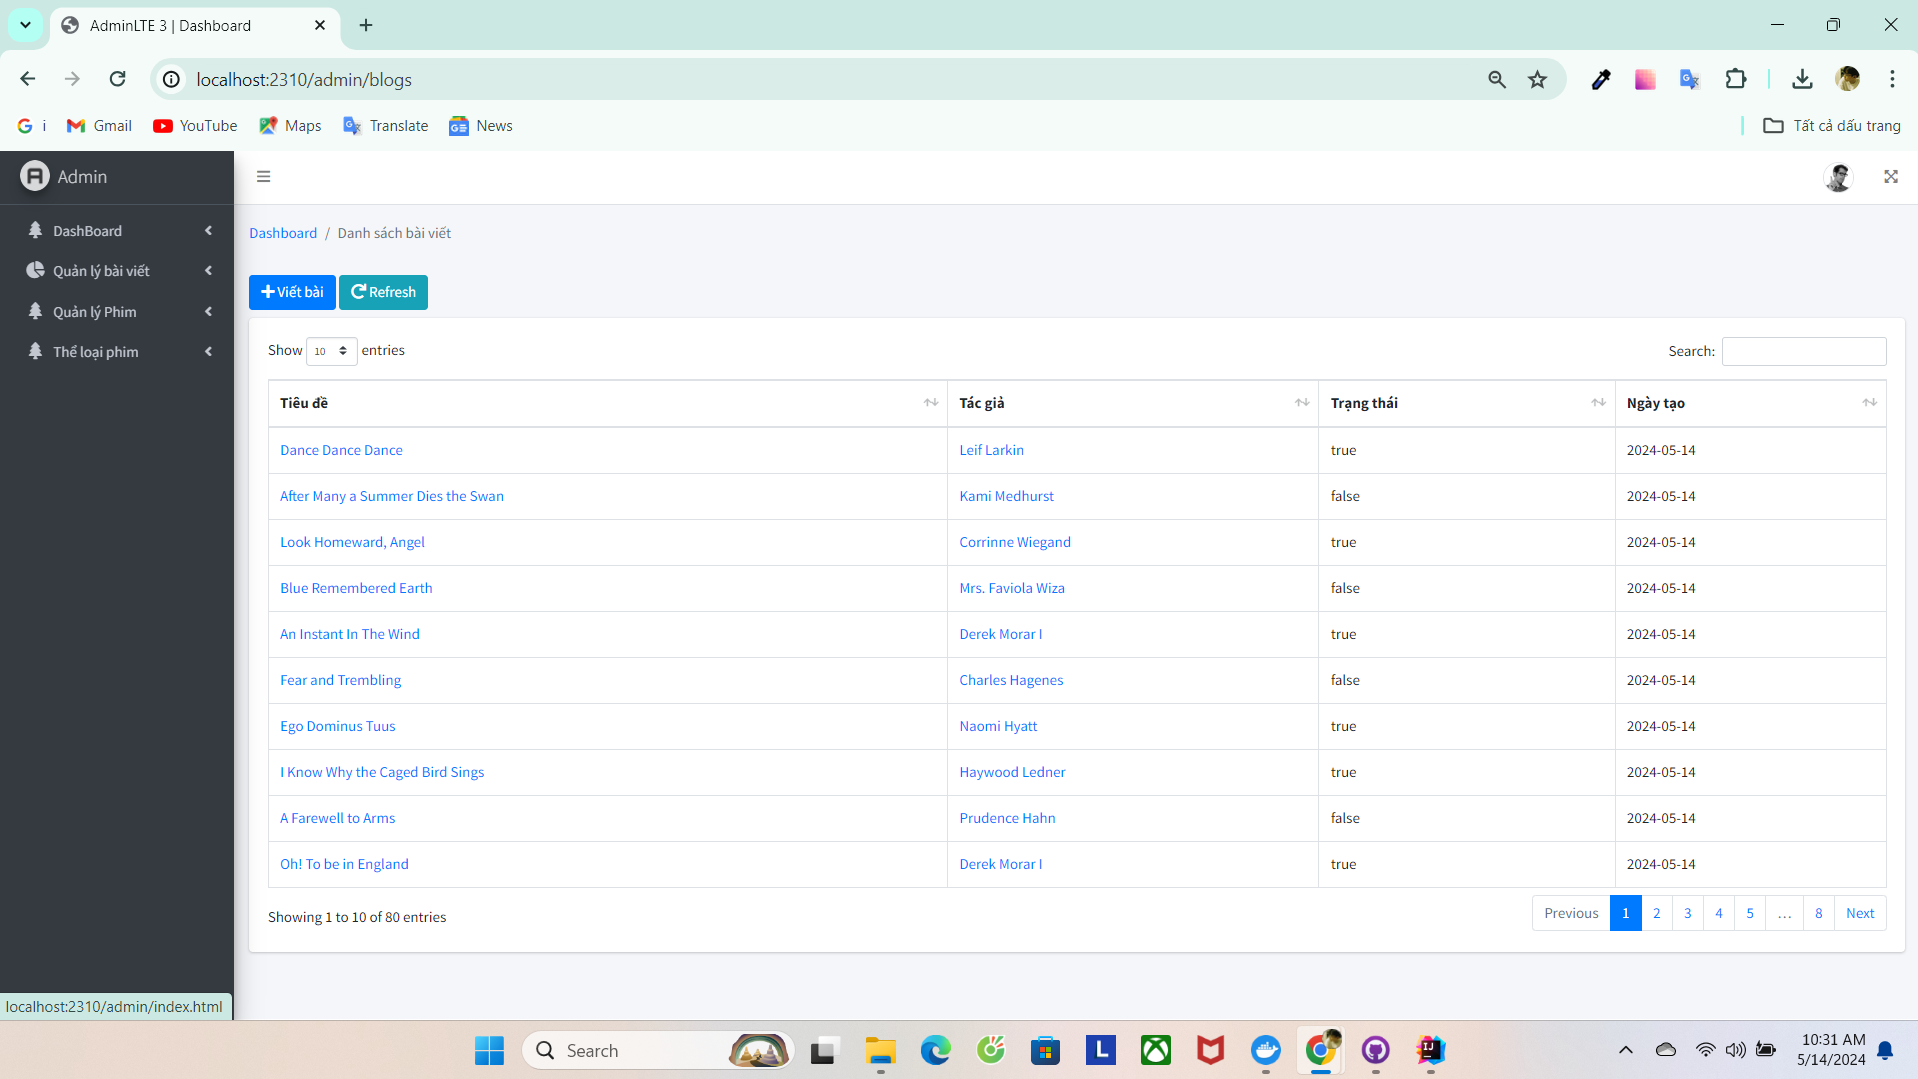 AdminLTE 3 | Dashboard
localhost:2310/admin/blogs
i Gmail YouTube Maps Translate News Tất cả dấu trang
Admin
DashBoard
Quản lý bài viết
Quản lý Phim
Thể loại phim
Dashboard / Danh sách bài viết
Viết bài Refresh
Show 10 entries Search:
Tiêu đề Tác giả Trạng thái Ngày tạo
Dance Dance Dance Leif Larkin true 2024-05-14
After Many a Summer Dies the Swan Kami Medhurst false 2024-05-14
Look Homeward, Angel Corrinne Wiegand true 2024-05-14
Blue Remembered Earth Mrs. Faviola Wiza false 2024-05-14
An Instant In The Wind Derek Morar I true 2024-05-14
Fear and Trembling Charles Hagenes false 2024-05-14
Ego Dominus Tuus Naomi Hyatt true 2024-05-14
I Know Why the Caged Bird Sings Haywood Ledner true 2024-05-14
A Farewell to Arms Prudence Hahn false 2024-05-14
Oh! To be in England Derek Morar I true 2024-05-14
Showing 1 to 10 of 80 entries Previous 1 2 3 4 5 … 8 Next
localhost:2310/admin/index.html
Search
10:31 AM
5/14/2024